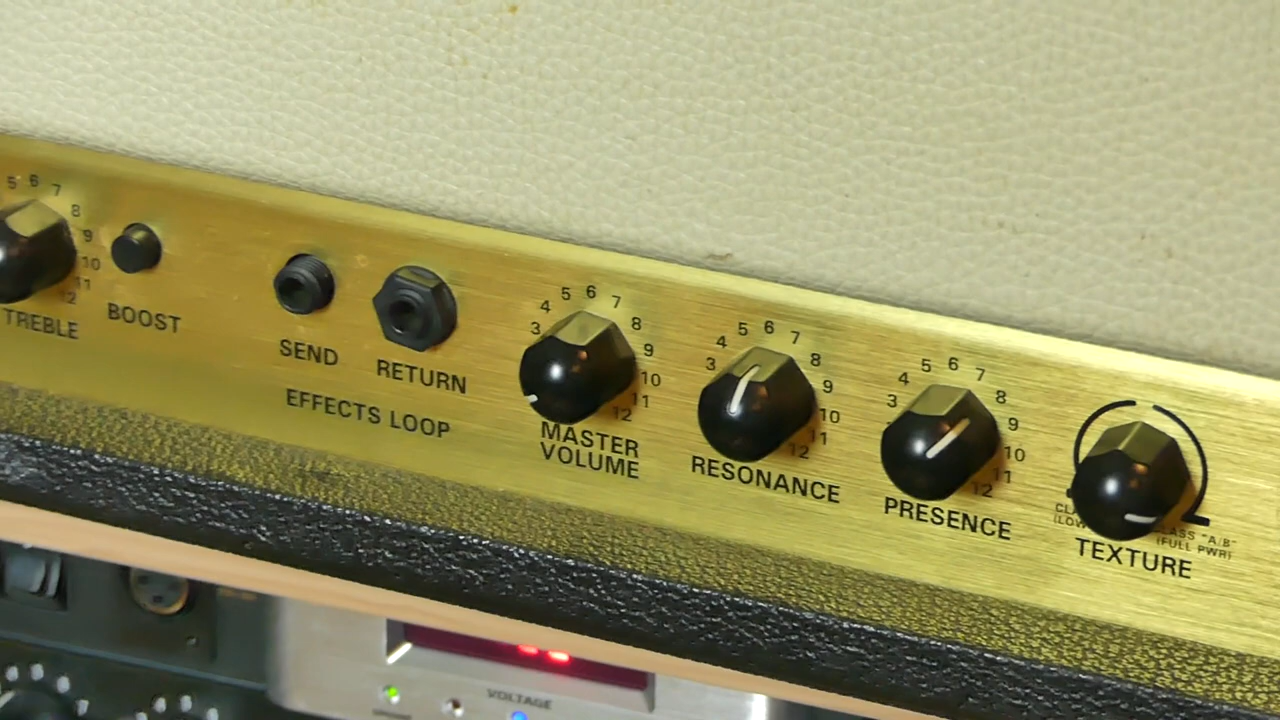 5 6 7 8 9 10 11 12
TREBLE
BOOST
SEND
RETURN
EFFECTS LOOP
3 4 5 6 7 8 9 10 11 12
MASTER
VOLUME
3 4 5 6 7 8 9 10 11 12
RESONANCE
3 4 5 6 7 8 9 10 11 12
PRESENCE
"A/B"
(FULL PWR)
TEXTURE
VOLTAGE